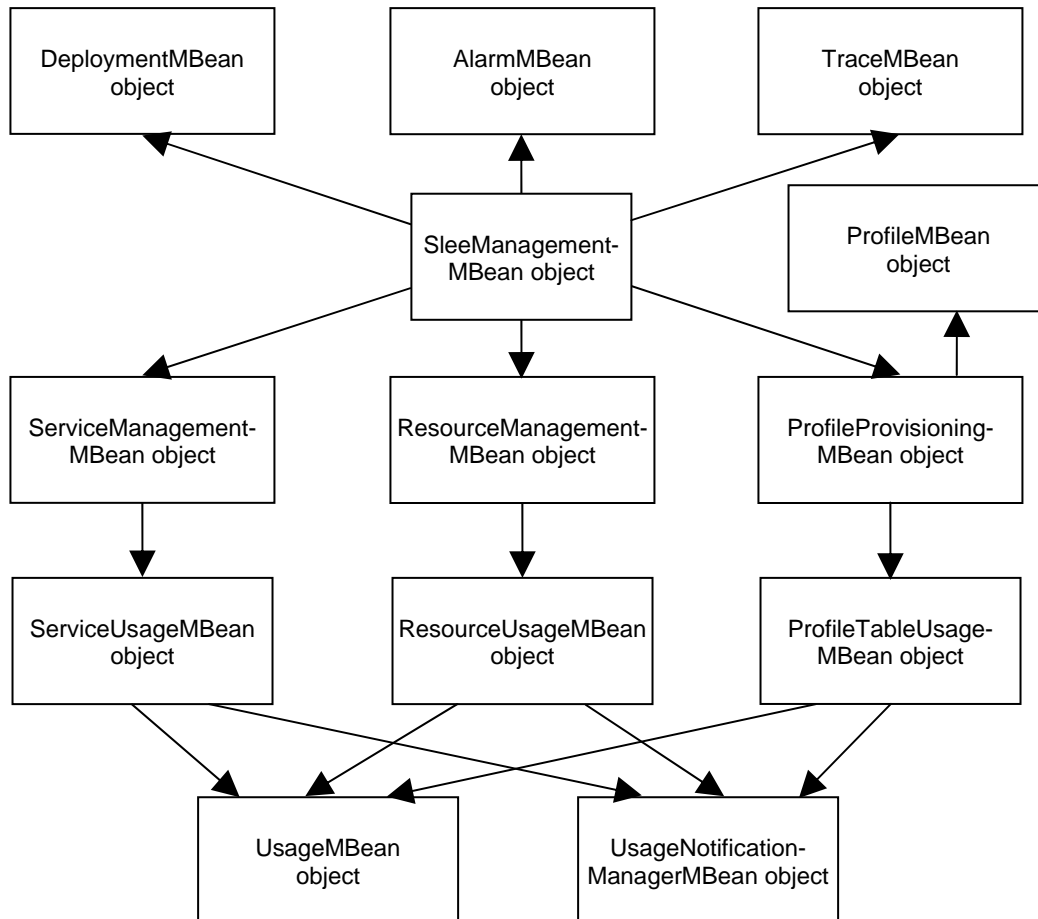 DeploymentMBean
object
AlarmMBean
object
TraceMBean
object
SleeManagement-
MBean object
ProfileMBean
object
ServiceManagement-
MBean object
ResourceManagement-
MBean object
ProfileProvisioning-
MBean object
ServiceUsageMBean
object
ResourceUsageMBean
object
ProfileTableUsage-
MBean object
UsageMBean
object
UsageNotification-
ManagerMBean object